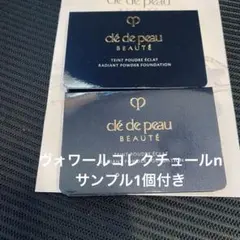 clé de peau
BEAUTÉ
TEINT POUDRE ÉCLAT
RADIANT POWDER FOUNDATION
clé de peau
BEAUTÉ
ヴォワールコレクチュールn
サンプル1個付き